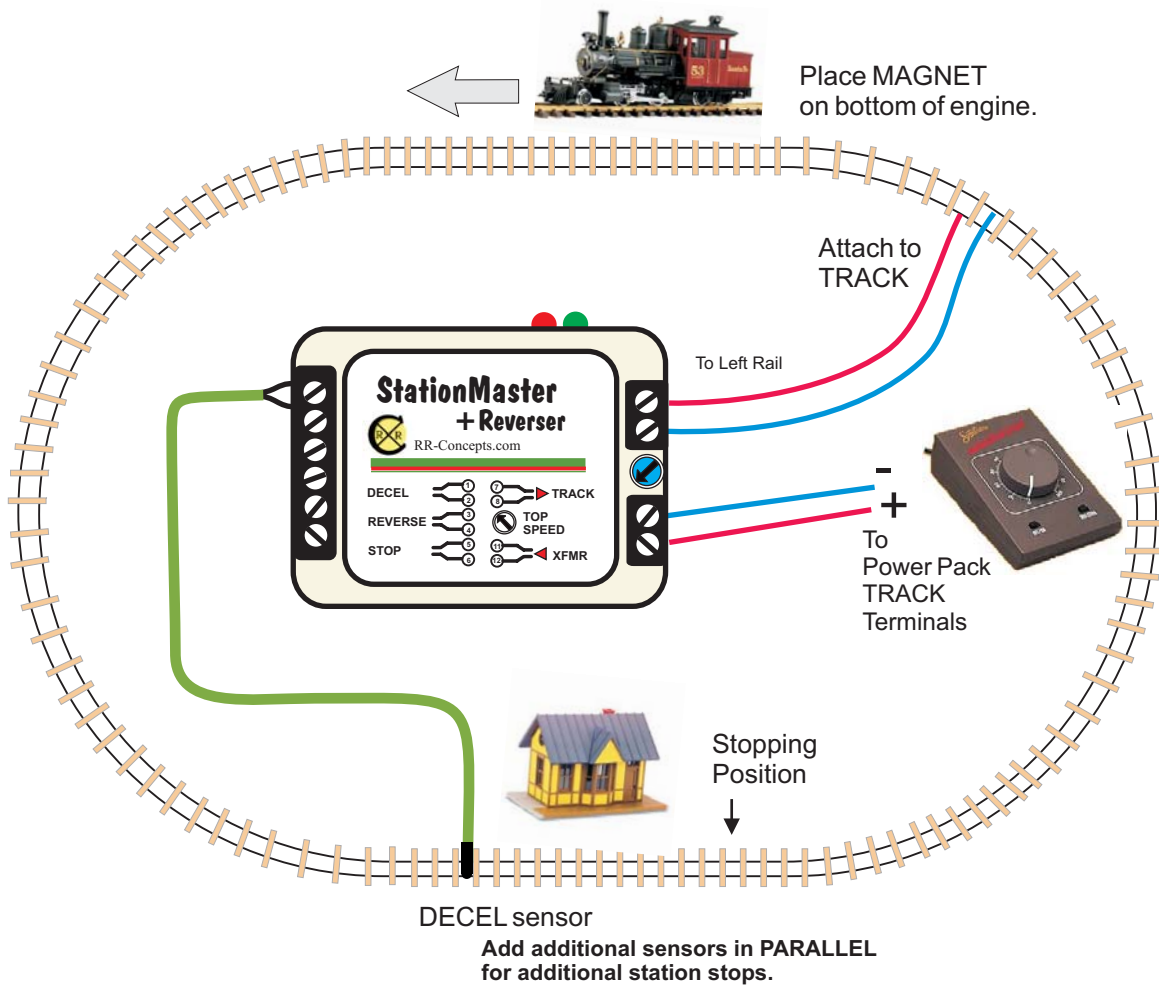 Place MAGNET
on bottom of engine.
53
Attach to
TRACK
To Left Rail
StationMaster
+ Reverser
R R
RR-Concepts.com
DECEL 1 2
REVERSE 3 4
STOP 5 6
7 8 TRACK
TOP
SPEED
11 12 XFMR
-
+
To
Power Pack
TRACK
Terminals
Stopping
Position
DECEL sensor
Add additional sensors in PARALLEL
for additional station stops.